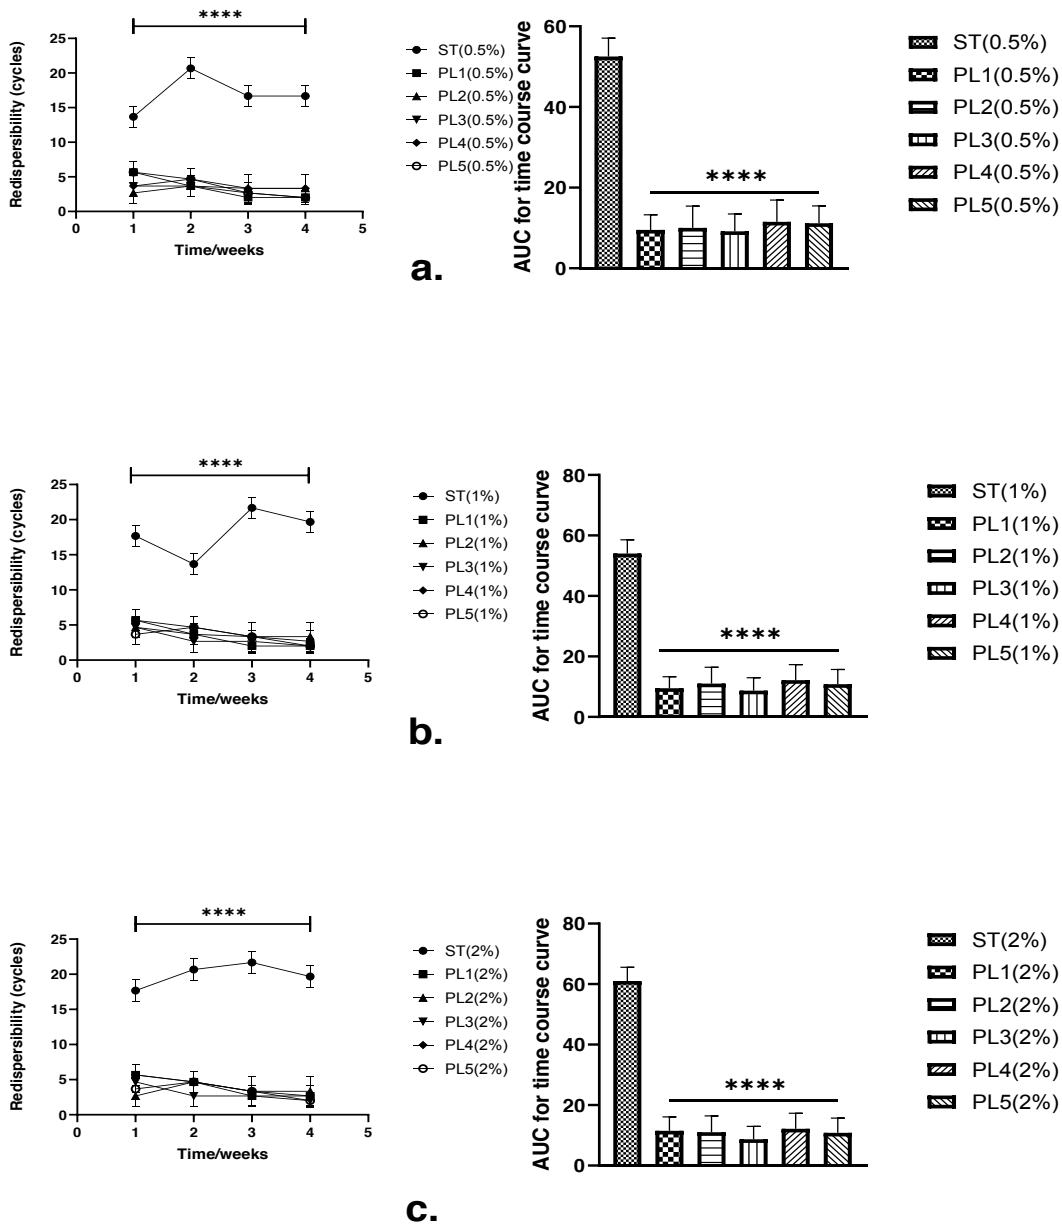 ****
Redispersibility (cycles)
25
20
15
10
5
0
0 1 2 3 4 5
Time/weeks
ST(0.5%)
PL1(0.5%)
PL2(0.5%)
PL3(0.5%)
PL4(0.5%)
PL5(0.5%)
AUC for time course curve
60
40
20
0
****
ST(0.5%)
PL1(0.5%)
PL2(0.5%)
PL3(0.5%)
PL4(0.5%)
PL5(0.5%)
a.
****
Redispersibility (cycles)
25
20
15
10
5
0
0 1 2 3 4 5
Time/weeks
ST(1%)
PL1(1%)
PL2(1%)
PL3(1%)
PL4(1%)
PL5(1%)
AUC for time course curve
80
60
40
20
0
****
ST(1%)
PL1(1%)
PL2(1%)
PL3(1%)
PL4(1%)
PL5(1%)
b.
****
Redispersibility (cycles)
25
20
15
10
5
0
0 1 2 3 4 5
Time/weeks
ST(2%)
PL1(2%)
PL2(2%)
PL3(2%)
PL4(2%)
PL5(2%)
AUC for time course curve
80
60
40
20
0
****
ST(2%)
PL1(2%)
PL2(2%)
PL3(2%)
PL4(2%)
PL5(2%)
c.